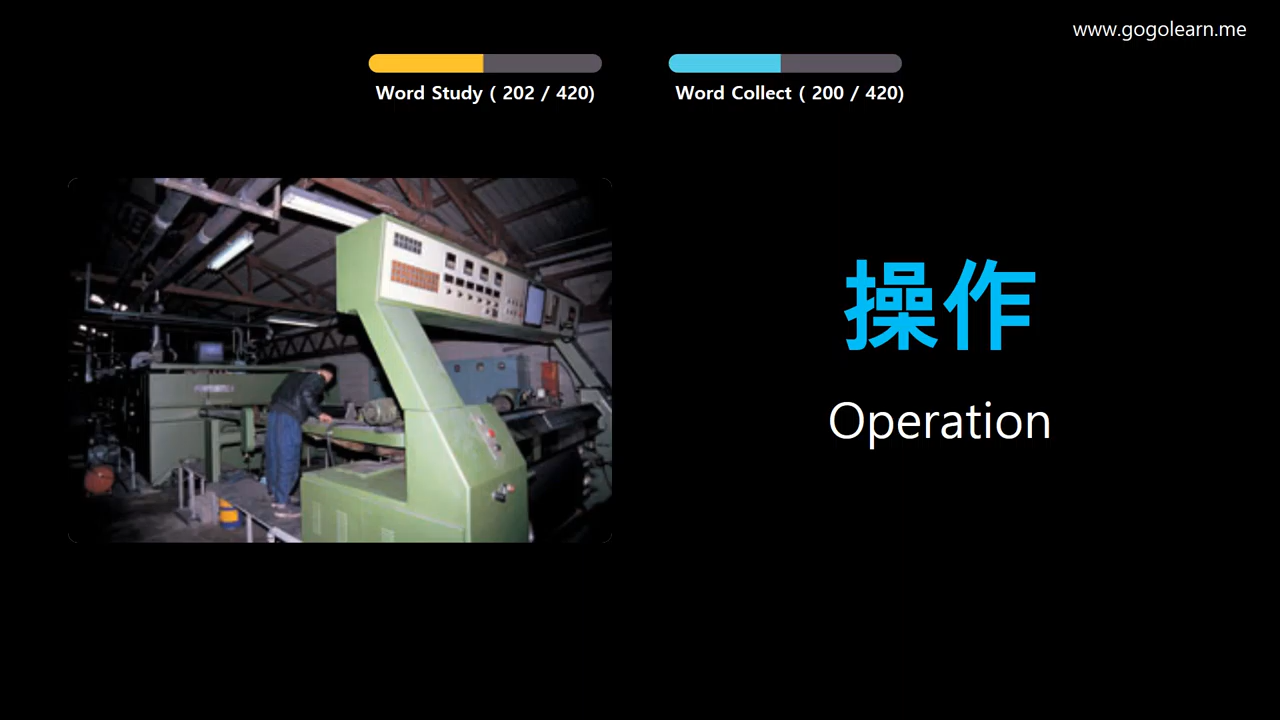 www.gogolearn.me
Word Study ( 202 / 420)
Word Collect ( 200 / 420)
操作
Operation